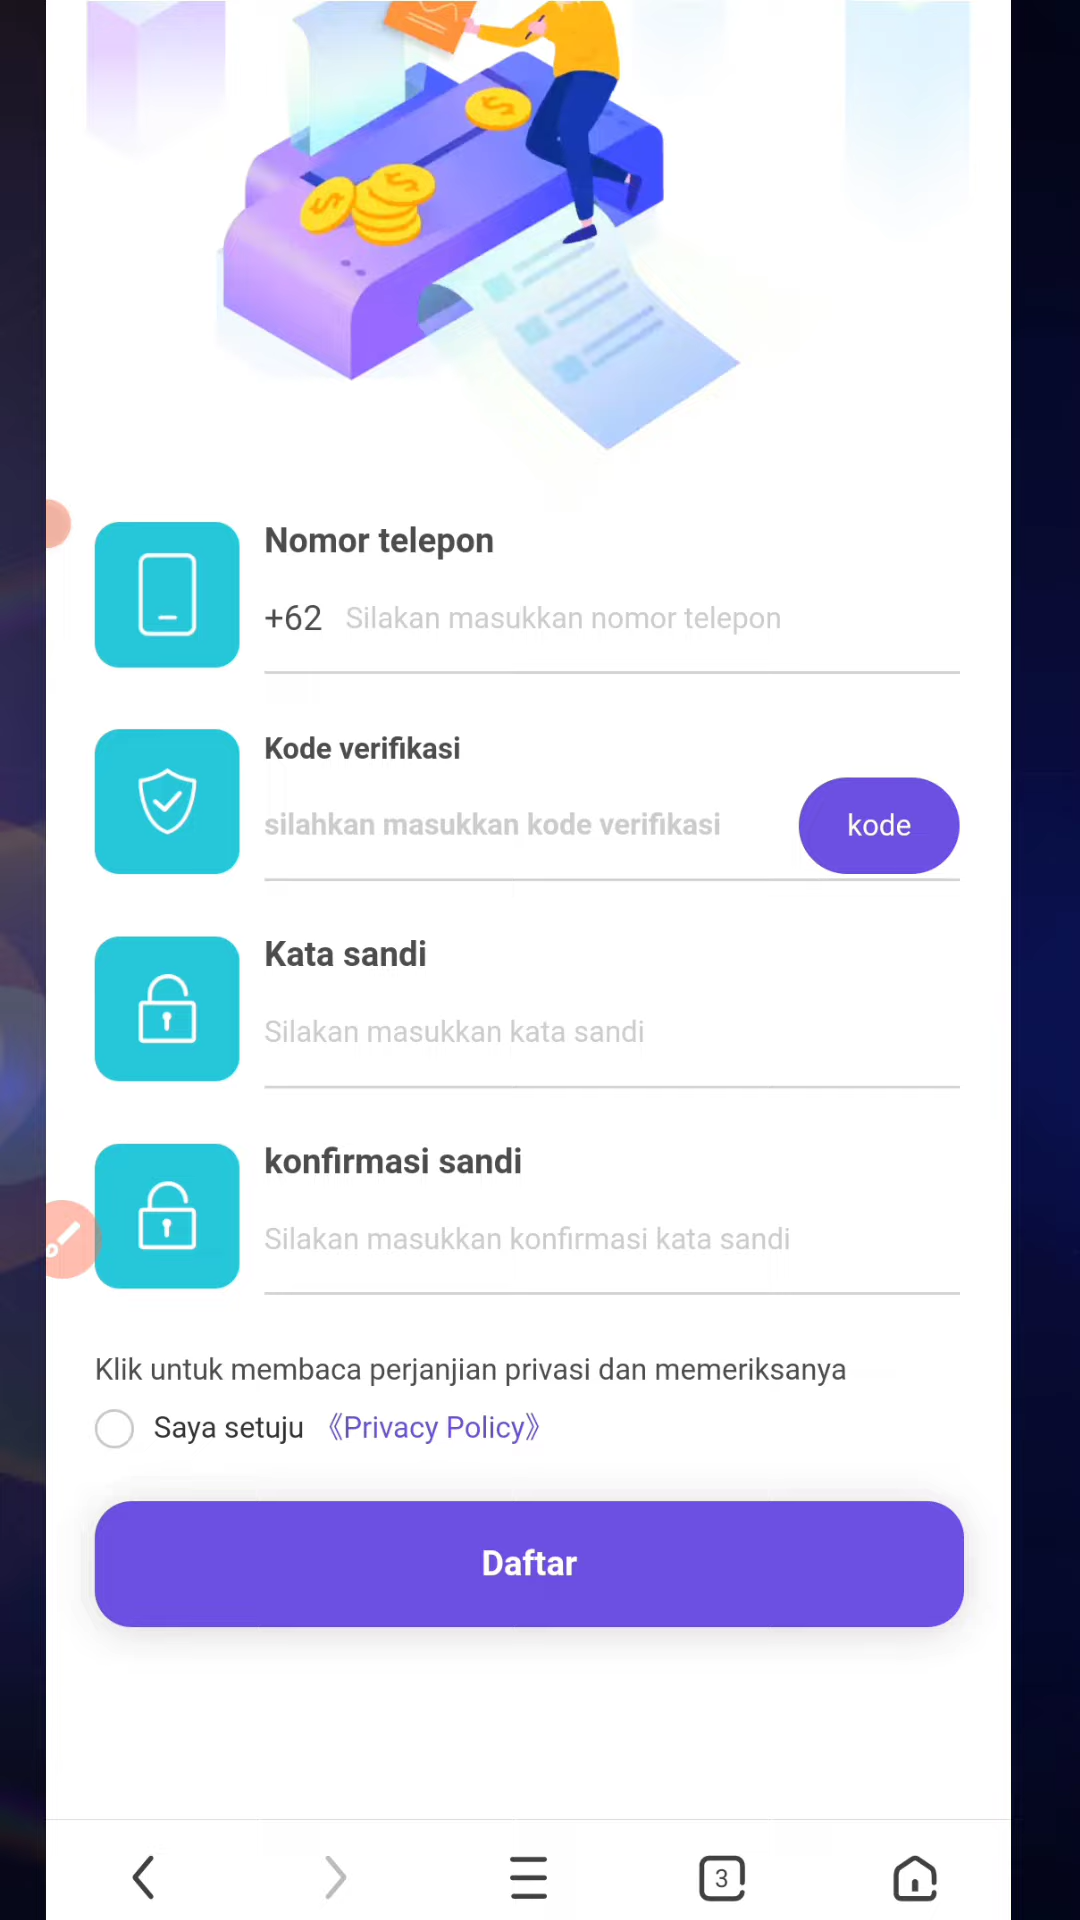 Nomor telepon
+62 Silakan masukkan nomor telepon
Kode verifikasi
silahkan masukkan kode verifikasi
kode
Kata sandi
Silakan masukkan kata sandi
konfirmasi sandi
Silakan masukkan konfirmasi kata sandi
Klik untuk membaca perjanjian privasi dan memeriksanya
Saya setuju 《Privacy Policy》
Daftar
3